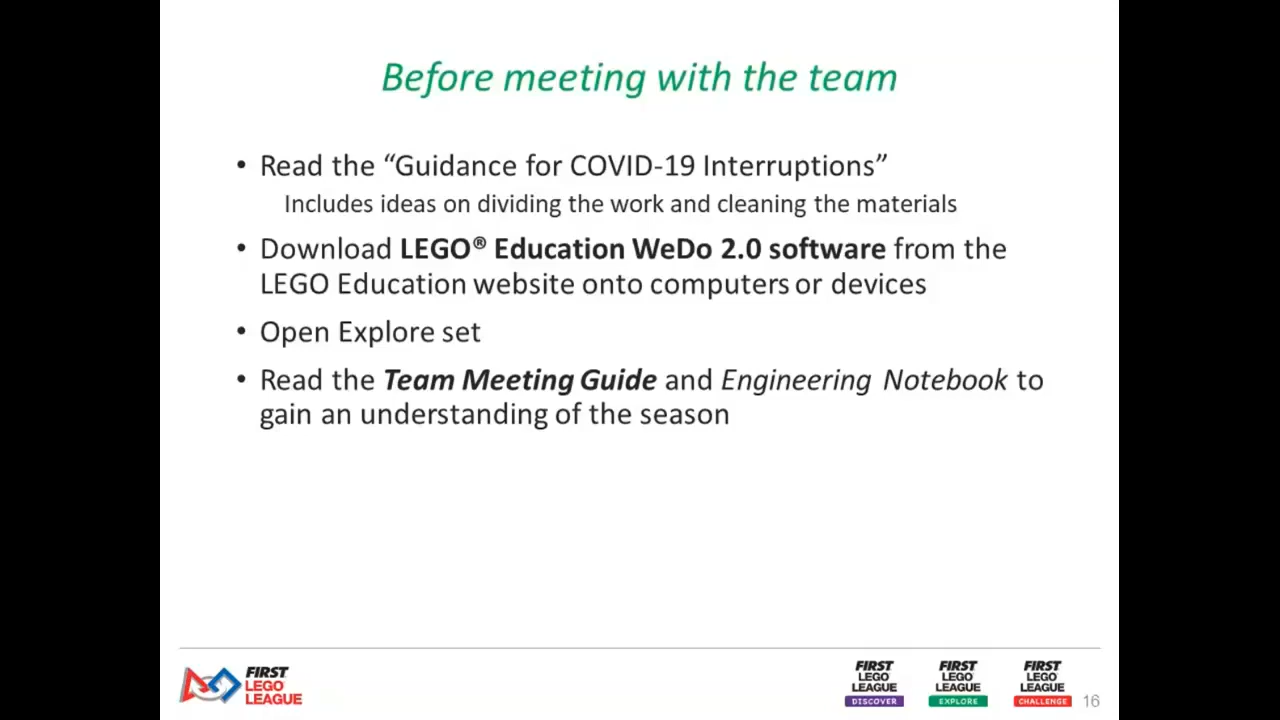 Before meeting with the team
• Read the “Guidance for COVID-19 Interruptions”
Includes ideas on dividing the work and cleaning the materials
• Download LEGO® Education WeDo 2.0 software from the
LEGO Education website onto computers or devices
• Open Explore set
• Read the Team Meeting Guide and Engineering Notebook to
gain an understanding of the season
FIRST
LEGO
LEAGUE
FIRST
LEGO
LEAGUE
DISCOVER
FIRST
LEGO
LEAGUE
EXPLORE
FIRST
LEGO
LEAGUE
CHALLENGE
16